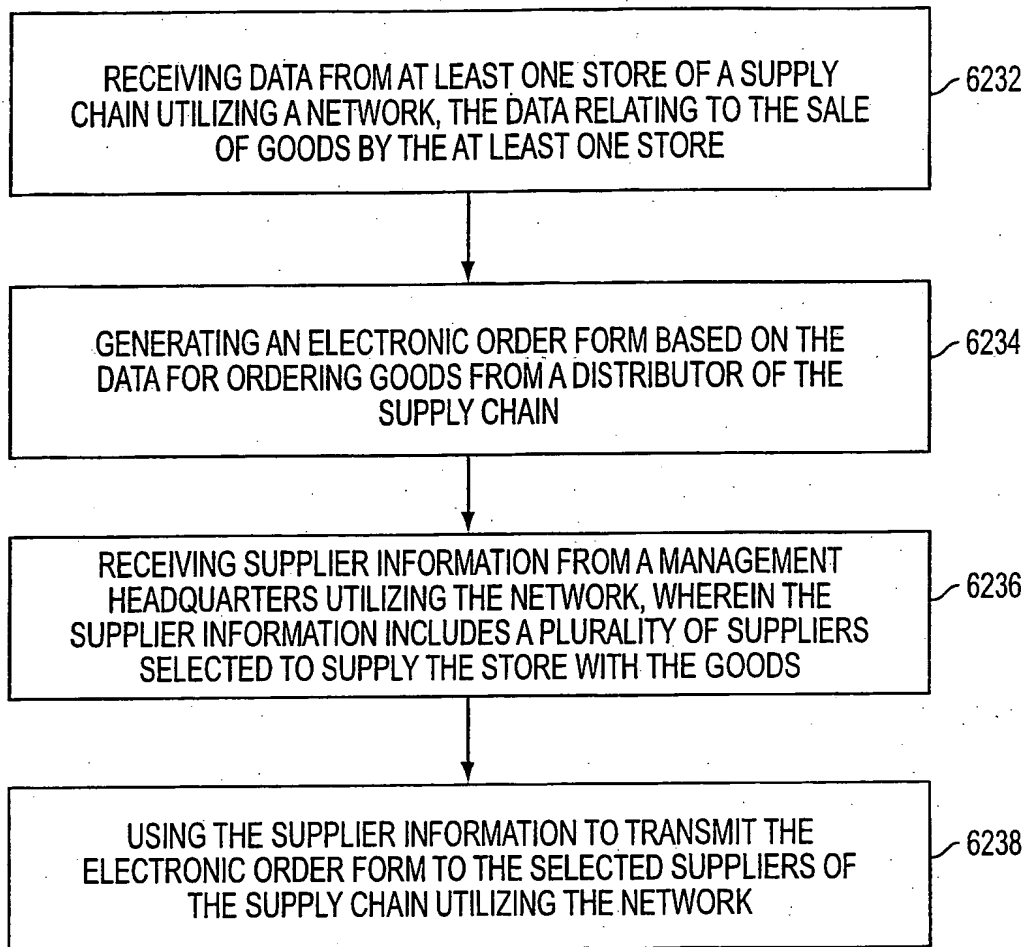 RECEIVING DATA FROM AT LEAST ONE STORE OF A SUPPLY
CHAIN UTILIZING A NETWORK, THE DATA RELATING TO THE SALE
OF GOODS BY THE AT LEAST ONE STORE
6232
GENERATING AN ELECTRONIC ORDER FORM BASED ON THE
DATA FOR ORDERING GOODS FROM A DISTRIBUTOR OF THE
SUPPLY CHAIN
6234
RECEIVING SUPPLIER INFORMATION FROM A MANAGEMENT
HEADQUARTERS UTILIZING THE NETWORK, WHEREIN THE
SUPPLIER INFORMATION INCLUDES A PLURALITY OF SUPPLIERS
SELECTED TO SUPPLY THE STORE WITH THE GOODS
6236
USING THE SUPPLIER INFORMATION TO TRANSMIT THE
ELECTRONIC ORDER FORM TO THE SELECTED SUPPLIERS OF
THE SUPPLY CHAIN UTILIZING THE NETWORK
6238